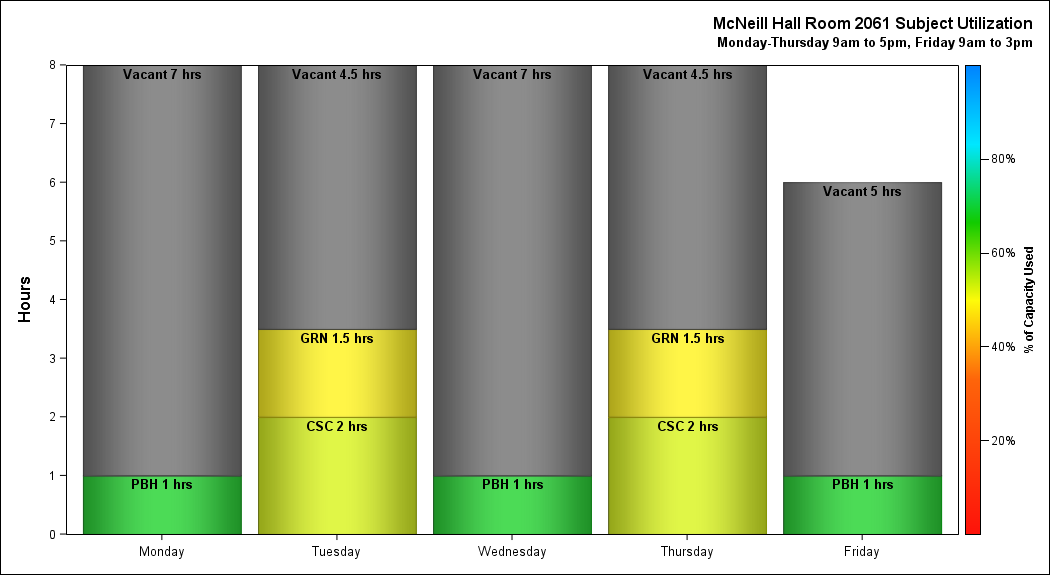 McNeill Hall Room 2061 Subject Utilization
Monday-Thursday 9am to 5pm, Friday 9am to 3pm
Hours
8
7
6
5
4
3
2
1
0
Vacant 7 hrs
PBH 1 hrs
Vacant 4.5 hrs
GRN 1.5 hrs
CSC 2 hrs
Vacant 7 hrs
PBH 1 hrs
Vacant 4.5 hrs
GRN 1.5 hrs
CSC 2 hrs
Vacant 5 hrs
PBH 1 hrs
Monday
Tuesday
Wednesday
Thursday
Friday
80%
60%
40%
20%
% of Capacity Used